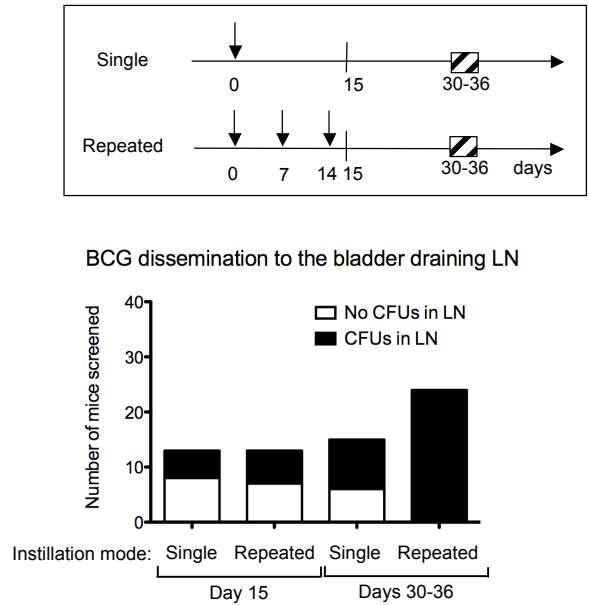 Single
0 15 30-36
Repeated
0 7 14 15 30-36 days
BCG dissemination to the bladder draining LN
Number of mice screened
40
30
20
10
0
No CFUs in LN
CFUs in LN
Instillation mode: Single Repeated Single Repeated
Day 15 Days 30-36